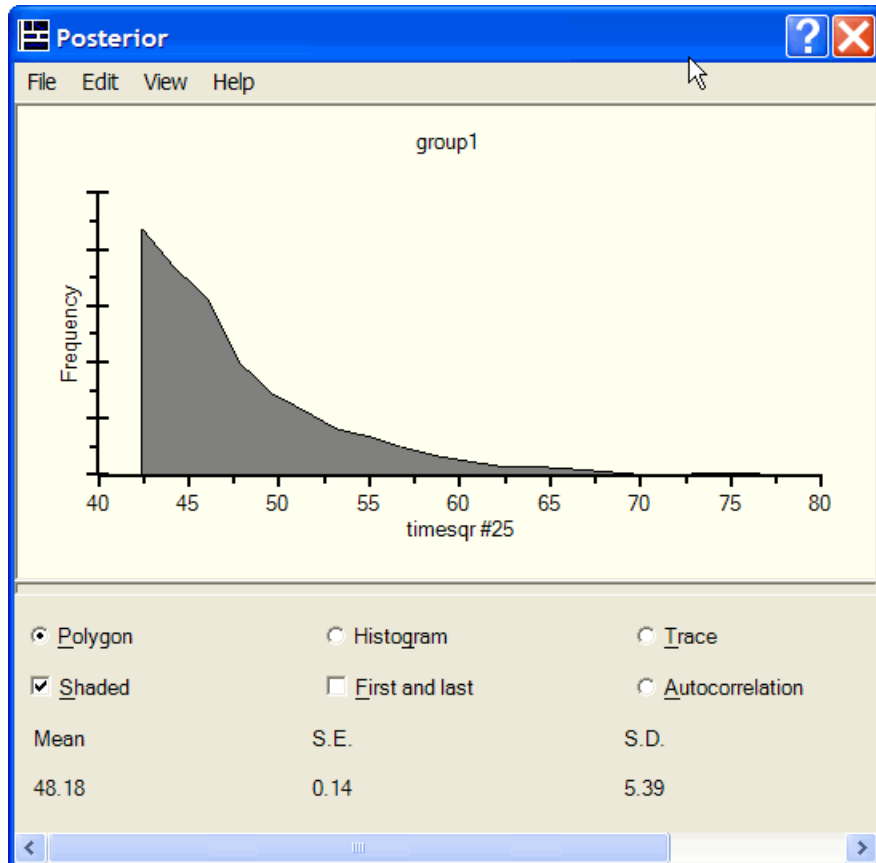 Posterior
File Edit View Help
group1
Frequency
40 45 50 55 60 65 70 75 80
timesqr #25
Polygon Histogram Trace
Shaded First and last Autocorrelation
Mean S.E. S.D.
48.18 0.14 5.39